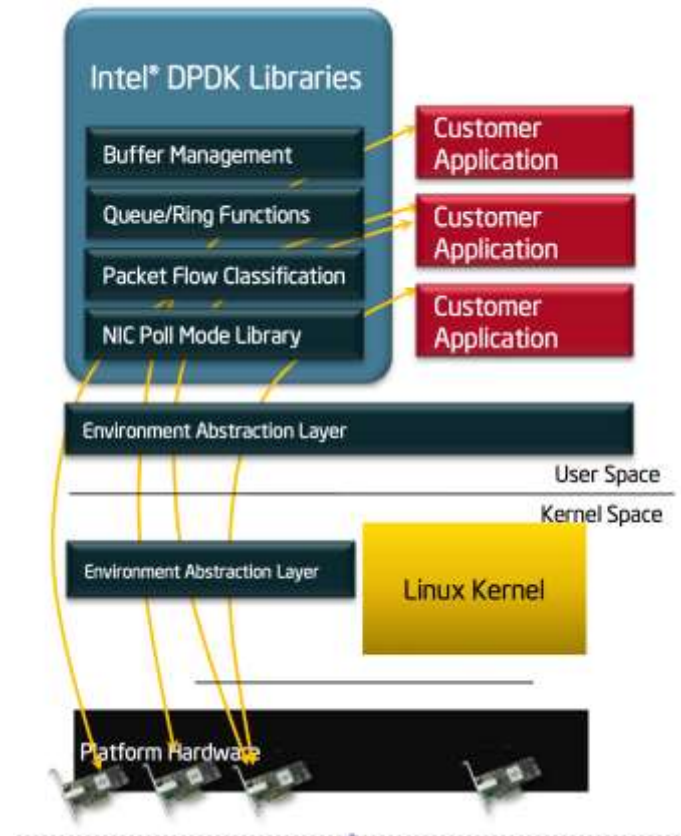 Intel® DPDK Libraries
Buffer Management
Queue/Ring Functions
Packet Flow Classification
NIC Poll Mode Library
Customer
Application
Customer
Application
Customer
Application
Environment Abstraction Layer
User Space
Kernel Space
Environment Abstraction Layer
Linux Kernel
Platform Hardware